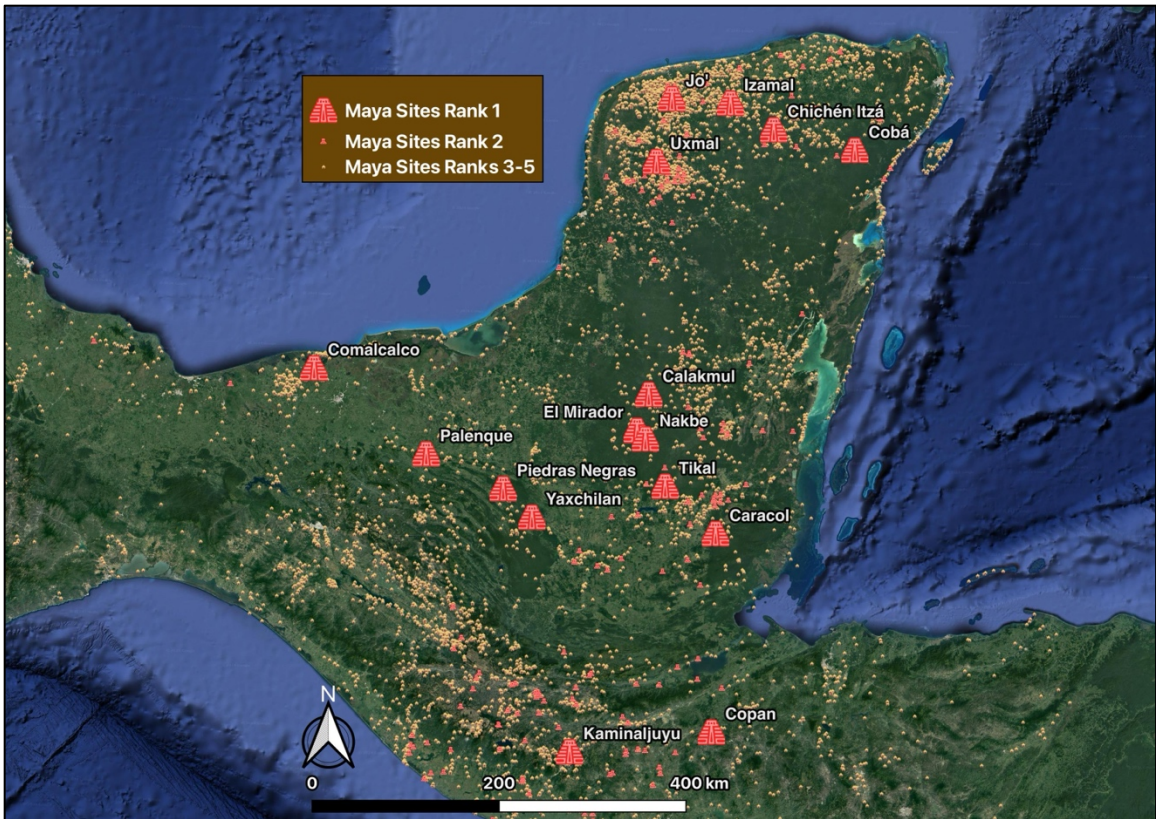 Maya Sites Rank 1
Maya Sites Rank 2
Maya Sites Ranks 3-5
Jo'
Izamal
Chichén Itzá
Cobá
Uxmal
Comalcalco
Calakmul
El Mirador
Nakbe
Palenque
Piedras Negras
Tikal
Yaxchilan
Caracol
N
Copan
Kaminaljuyu
0
200
400 km